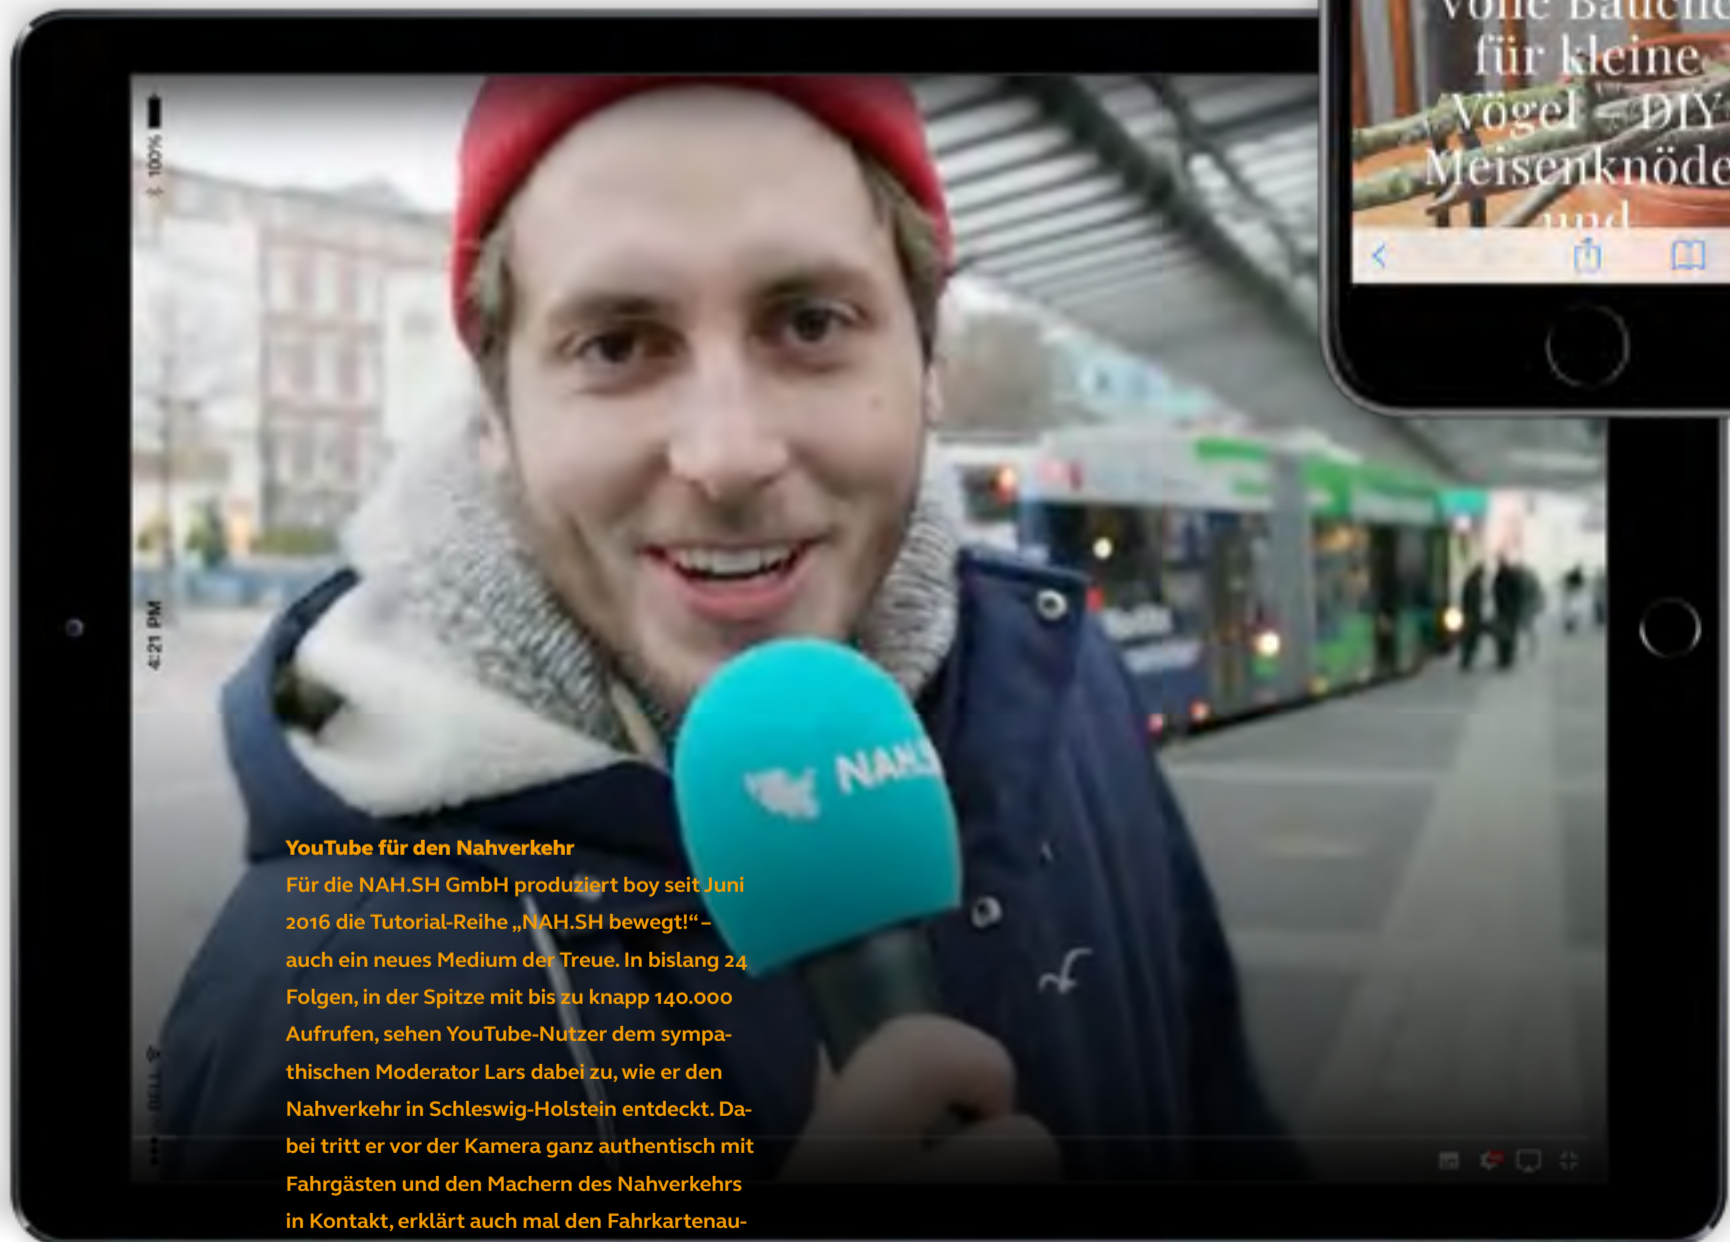 Volle Bäuche
für kleine
Vögel – DIY
Meisenknöde
und
100%
4:21 PM
BELL
NAH.S
YouTube für den Nahverkehr
Für die NAH.SH GmbH produziert boy seit Juni
2016 die Tutorial-Reihe „NAH.SH bewegt!“ –
auch ein neues Medium der Treue. In bislang 24
Folgen, in der Spitze mit bis zu knapp 140.000
Aufrufen, sehen YouTube-Nutzer dem sympa-
thischen Moderator Lars dabei zu, wie er den
Nahverkehr in Schleswig-Holstein entdeckt. Da-
bei tritt er vor der Kamera ganz authentisch mit
Fahrgästen und den Machern des Nahverkehrs
in Kontakt, erklärt auch mal den Fahrkartenau-